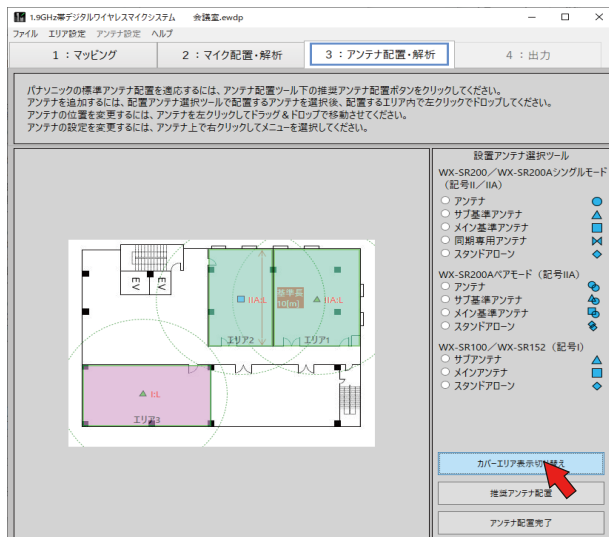 1.9GHz帯デジタルワイヤレスマイクシステム　会議室.ewdp
ファイル　エリア設定　アンテナ設定　ヘルプ
1：マッピング　2：マイク配置・解析　3：アンテナ配置・解析　4：出力
パナソニックの標準アンテナ配置を適応するには、アンテナ配置ツール下の推奨アンテナ配置ボタンをクリックしてください。
アンテナを追加するには、配置アンテナ選択ツールで配置するアンテナを選択後、配置するエリア内で左クリックでドロップしてください。
アンテナの位置を変更するには、アンテナを左クリックしてドラッグ＆ドロップで移動させてください。
アンテナの設定を変更するには、アンテナ上で右クリックしてメニューを選択してください。
EV　EV
IIA:L　基準長　IIA:L
10[m]
エリア2　エリア1
I:L
エリア3
設置アンテナ選択ツール
WX-SR200／WX-SR200Aシングルモード
（記号II／IIA）
アンテナ
サブ基準アンテナ
メイン基準アンテナ
同期専用アンテナ
スタンドアローン
WX-SR200Aペアモード（記号IIA）
アンテナ
サブ基準アンテナ
メイン基準アンテナ
スタンドアローン
WX-SR100／WX-SR152（記号I）
サブアンテナ
メインアンテナ
スタンドアローン
カバーエリア表示切り替え
推奨アンテナ配置
アンテナ配置完了